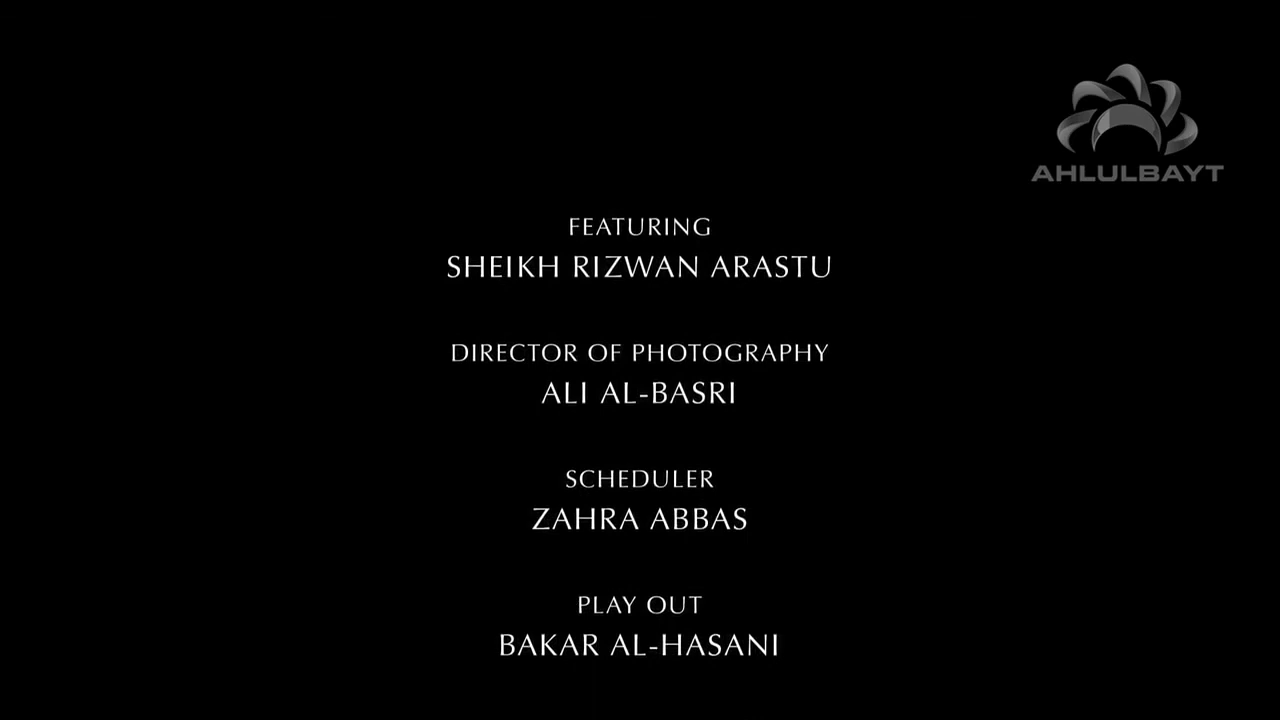 AHLULBAYT
FEATURING
SHEIKH RIZWAN ARASTU
DIRECTOR OF PHOTOGRAPHY
ALI AL-BASRI
SCHEDULER
ZAHRA ABBAS
PLAY OUT
BAKAR AL-HASANI